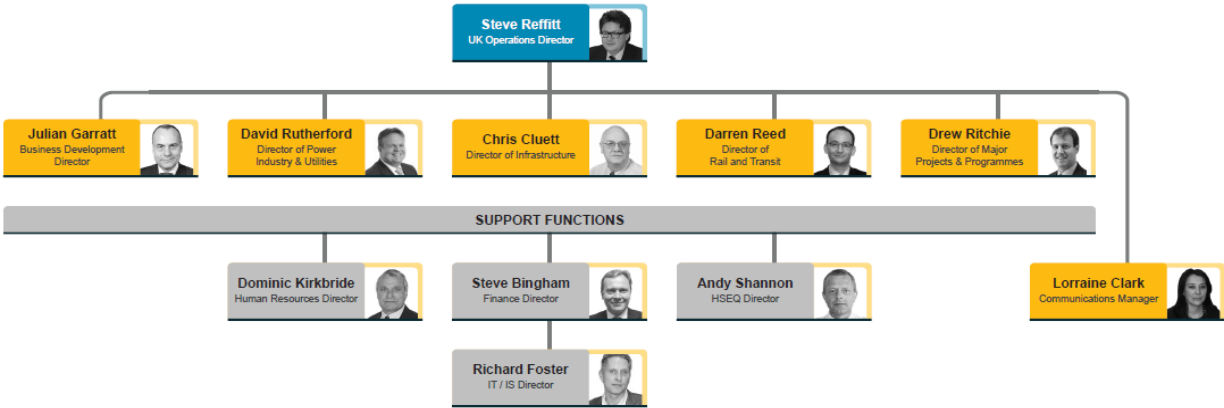 Steve Reffitt
UK Operations Director
Julian Garratt
Business Development
Director
David Rutherford
Director of Power
Industry & Utilities
Chris Cluett
Director of Infrastructure
Darren Reed
Director of
Rail and Transit
Drew Ritchie
Director of Major
Projects & Programmes
SUPPORT FUNCTIONS
Dominic Kirkbride
Human Resources Director
Steve Bingham
Finance Director
Andy Shannon
HSEQ Director
Lorraine Clark
Communications Manager
Richard Foster
IT / IS Director